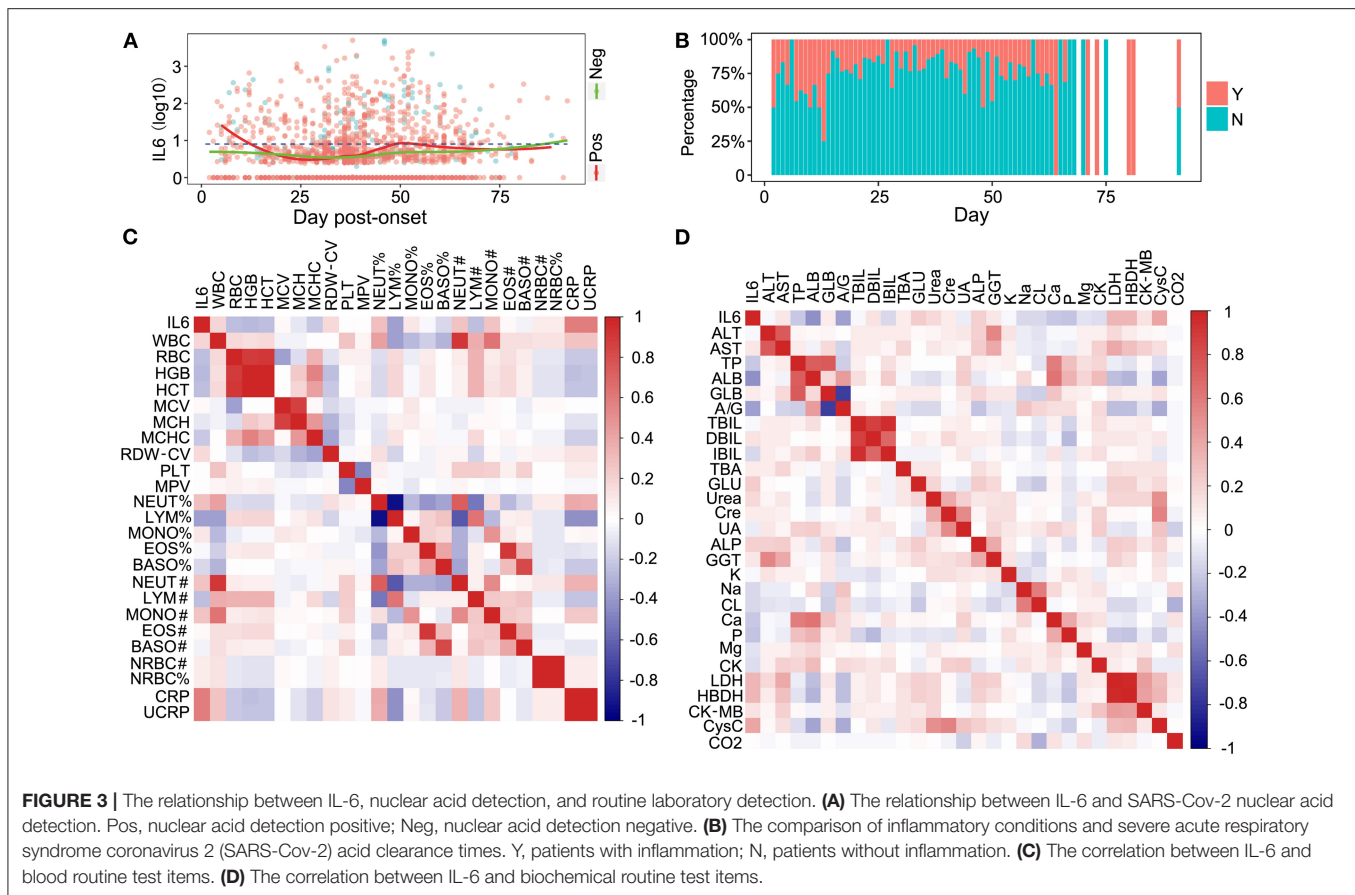 A
IL6 (log10)
3
2
1
0
0
25
50
75
Day post-onset
Neg
Pos
B
Percentage
100%
75%
50%
25%
0
0
25
50
75
Day
Y
N
C
IL6 WBC RBC HGB HCT MCV MCH MCHC RDW-CV PLT MPV NEUT% LYM% MONO% EOS% BASO% NEUT# LYM# MONO# EOS# BASO# NRBC# NRBC% CRP UCRP
IL6
WBC
RBC
HGB
HCT
MCV
MCH
MCHC
RDW-CV
PLT
MPV
NEUT%
LYM%
MONO%
EOS%
BASO%
NEUT#
LYM#
MONO#
EOS#
BASO#
NRBC#
NRBC%
CRP
UCRP
1
0.8
0.6
0.4
0.2
0
-0.2
-0.4
-0.6
-0.8
-1
D
IL6 ALT AST TP ALB GLB A/G TBIL DBIL IBIL TBA GLU Urea Cre UA ALP GGT K Na CL Ca P Mg CK LDH HBDH CK-MB CysC CO2
IL6
ALT
AST
TP
ALB
GLB
A/G
TBIL
DBIL
IBIL
TBA
GLU
Urea
Cre
UA
ALP
GGT
K
Na
CL
Ca
P
Mg
CK
LDH
HBDH
CK-MB
CysC
CO2
1
0.8
0.6
0.4
0.2
0
-0.2
-0.4
-0.6
-0.8
-1
FIGURE 3 | The relationship between IL-6, nuclear acid detection, and routine laboratory detection. (A) The relationship between IL-6 and SARS-Cov-2 nuclear acid
detection. Pos, nuclear acid detection positive; Neg, nuclear acid detection negative. (B) The comparison of inflammatory conditions and severe acute respiratory
syndrome coronavirus 2 (SARS-Cov-2) acid clearance times. Y, patients with inflammation; N, patients without inflammation. (C) The correlation between IL-6 and
blood routine test items. (D) The correlation between IL-6 and biochemical routine test items.